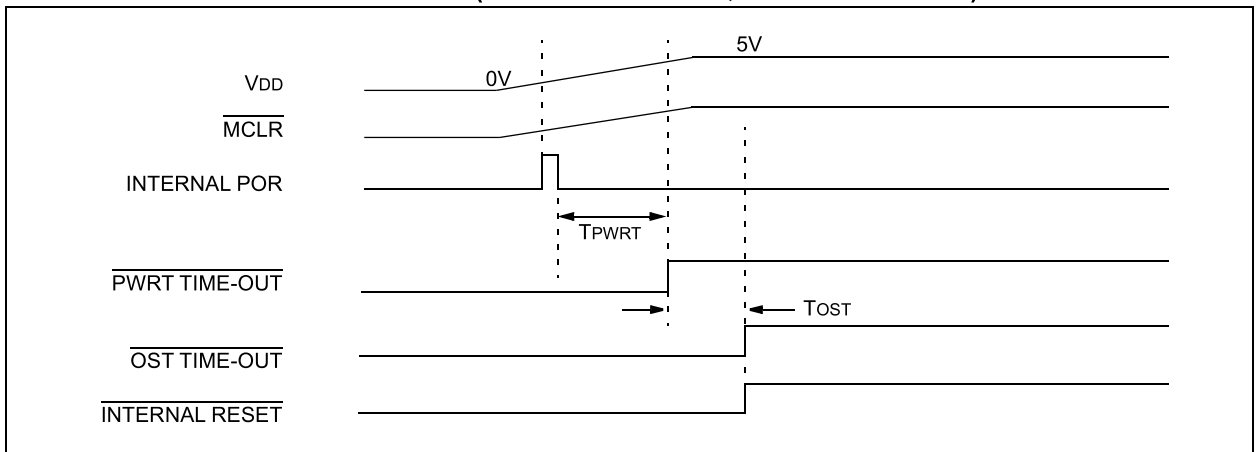 5V
0V
VDD
MCLR
INTERNAL POR
TPWRT
PWRT TIME-OUT
TOST
OST TIME-OUT
INTERNAL RESET